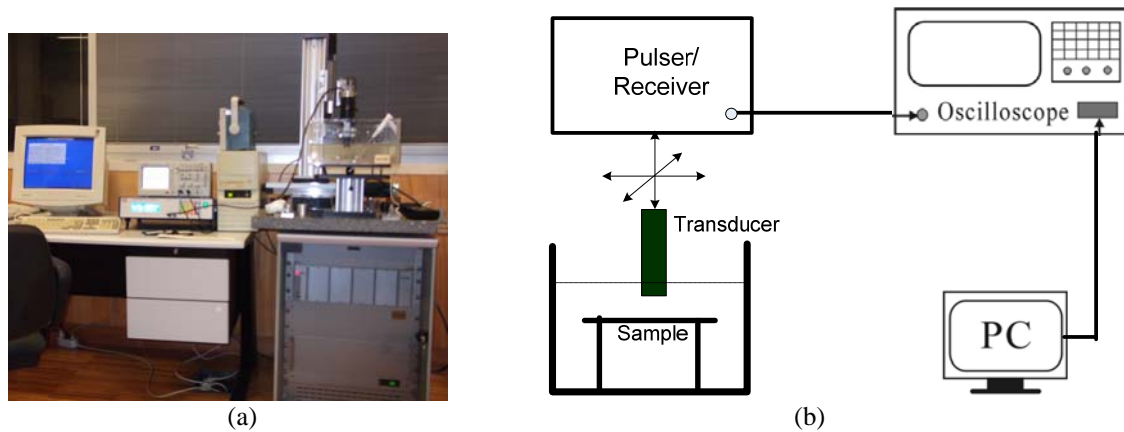 Pulser/
Receiver
Oscilloscope
Transducer
Sample
PC
(a)
(b)